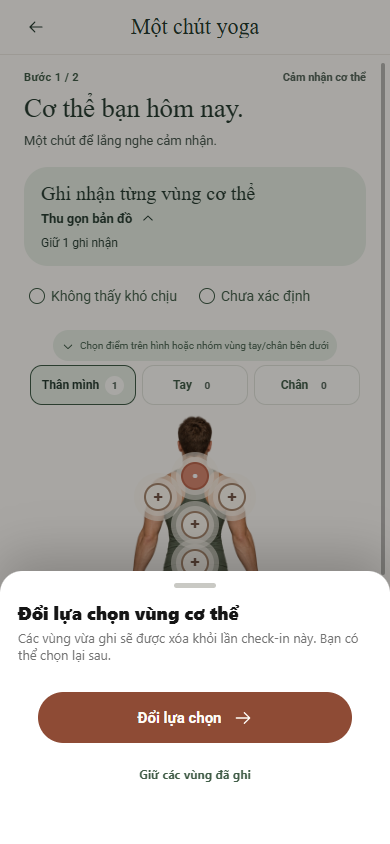 Một chút yoga
Bước 1 / 2
Cảm nhận cơ thể
Cơ thể bạn hôm nay.
Một chút để lắng nghe cảm nhận.
Ghi nhận từng vùng cơ thể
Thu gọn bản đồ
Giữ 1 ghi nhận
Không thấy khó chịu
Chưa xác định
Chọn điểm trên hình hoặc nhóm vùng tay/chân bên dưới
Thân mình 1
Tay 0
Chân 0
Đổi lựa chọn vùng cơ thể
Các vùng vừa ghi sẽ được xóa khỏi lần check-in này. Bạn có
thể chọn lại sau.
Đổi lựa chọn
Giữ các vùng đã ghi